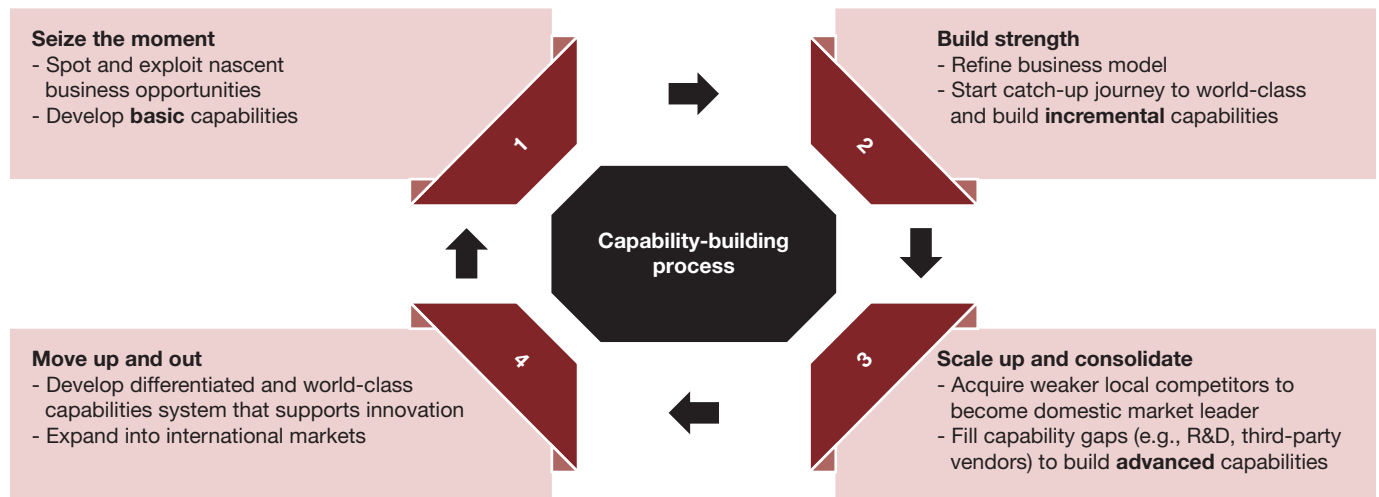 Seize the moment
- Spot and exploit nascent
business opportunities
- Develop basic capabilities
1
Build strength
- Refine business model
- Start catch-up journey to world-class
and build incremental capabilities
2
Capability-building
process
Move up and out
- Develop differentiated and world-class
capabilities system that supports innovation
- Expand into international markets
4
Scale up and consolidate
- Acquire weaker local competitors to
become domestic market leader
- Fill capability gaps (e.g., R&D, third-party
vendors) to build advanced capabilities
3